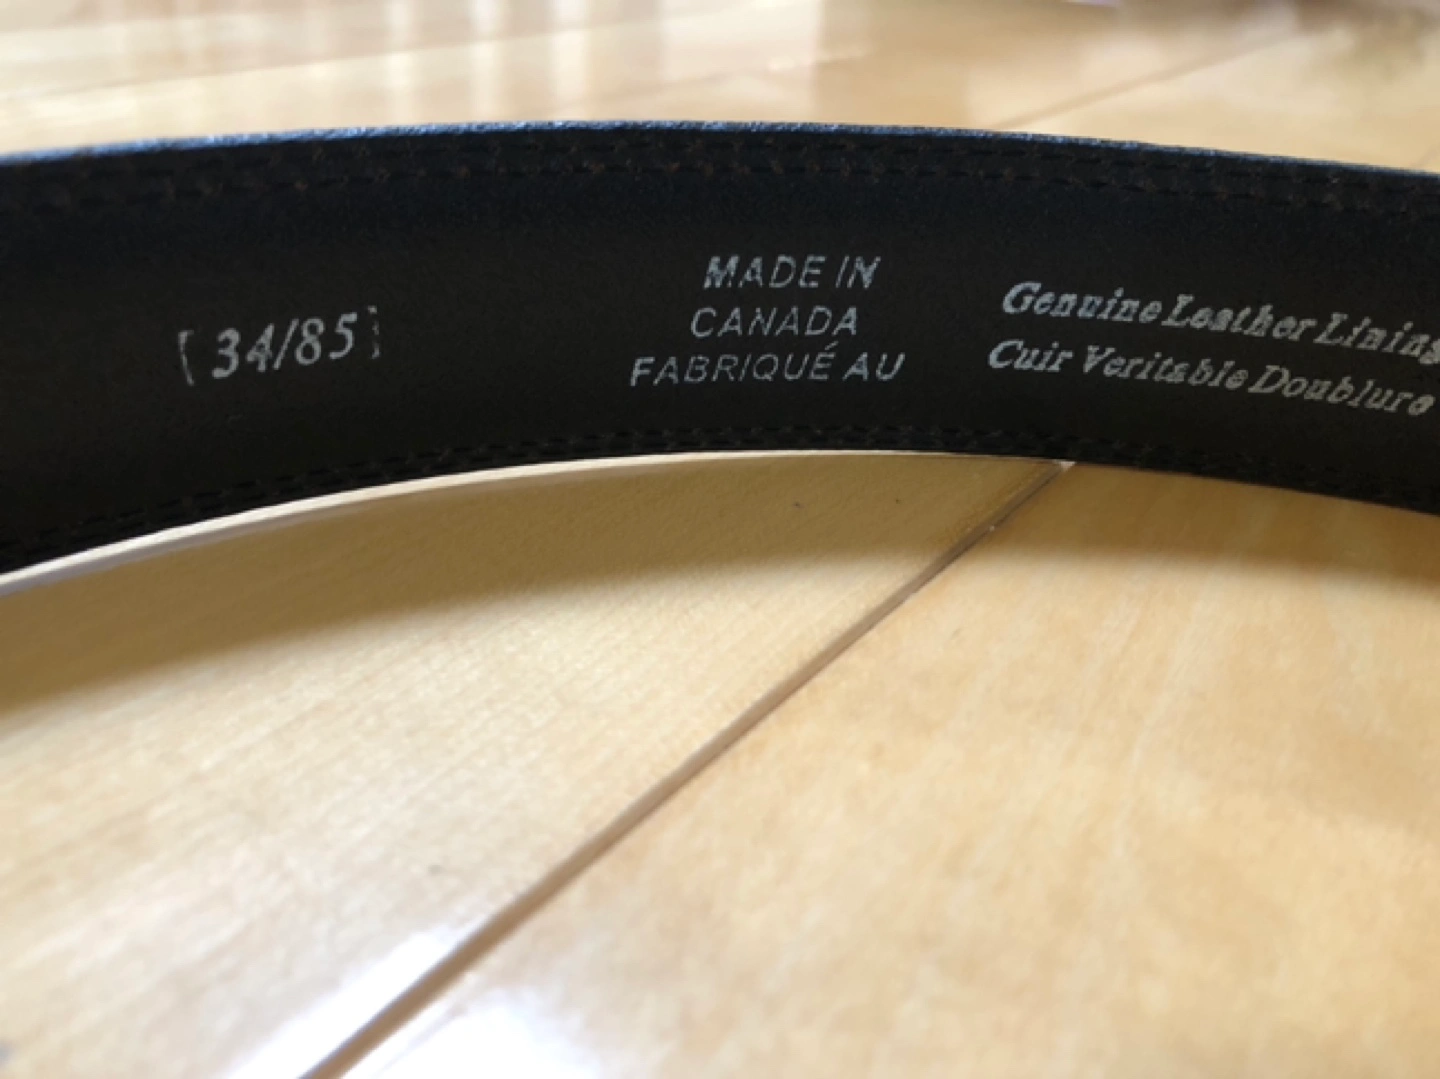 [34/85]
MADE IN
CANADA
FABRIQUÉ AU
Genuine Leather Lining
Cuir Veritable Doublure